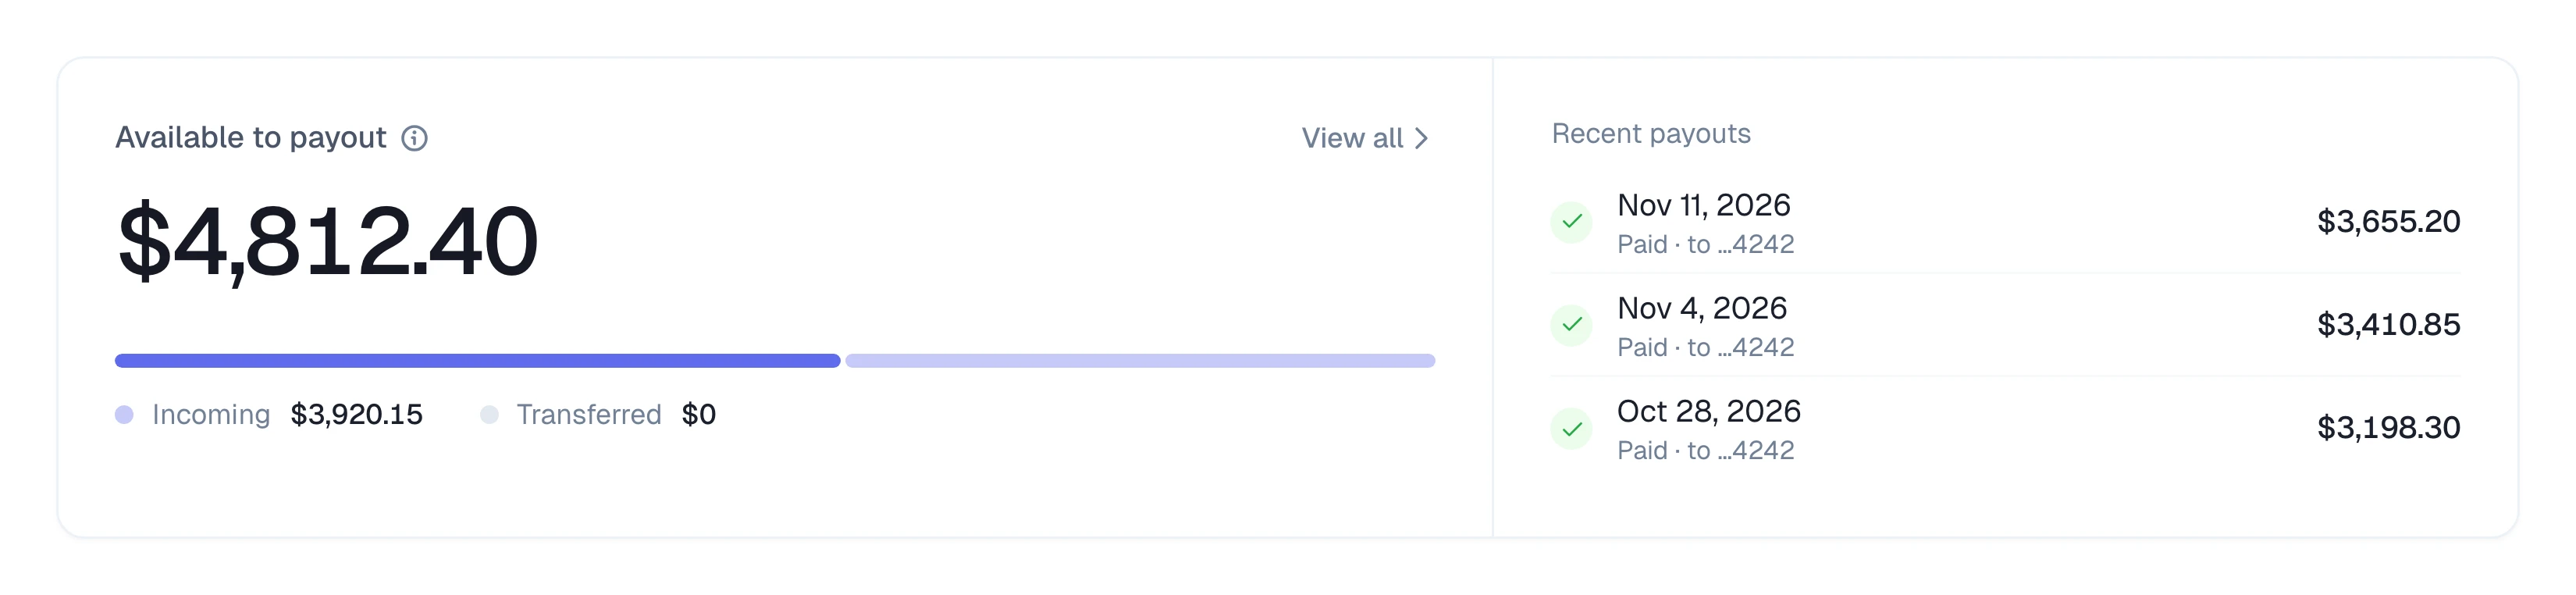 Available to payout
View all
$4,812.40
Incoming $3,920.15 Transferred $0
Recent payouts
Nov 11, 2026
Paid · to ...4242
$3,655.20
Nov 4, 2026
Paid · to ...4242
$3,410.85
Oct 28, 2026
Paid · to ...4242
$3,198.30